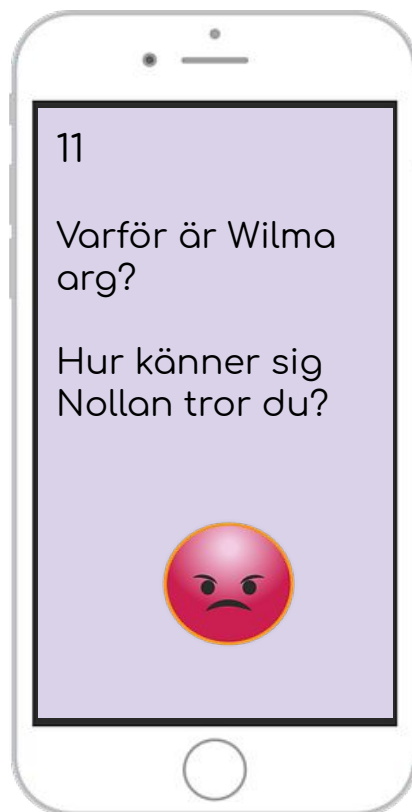 11
Varför är Wilma
arg?
Hur känner sig
Nollan tror du?